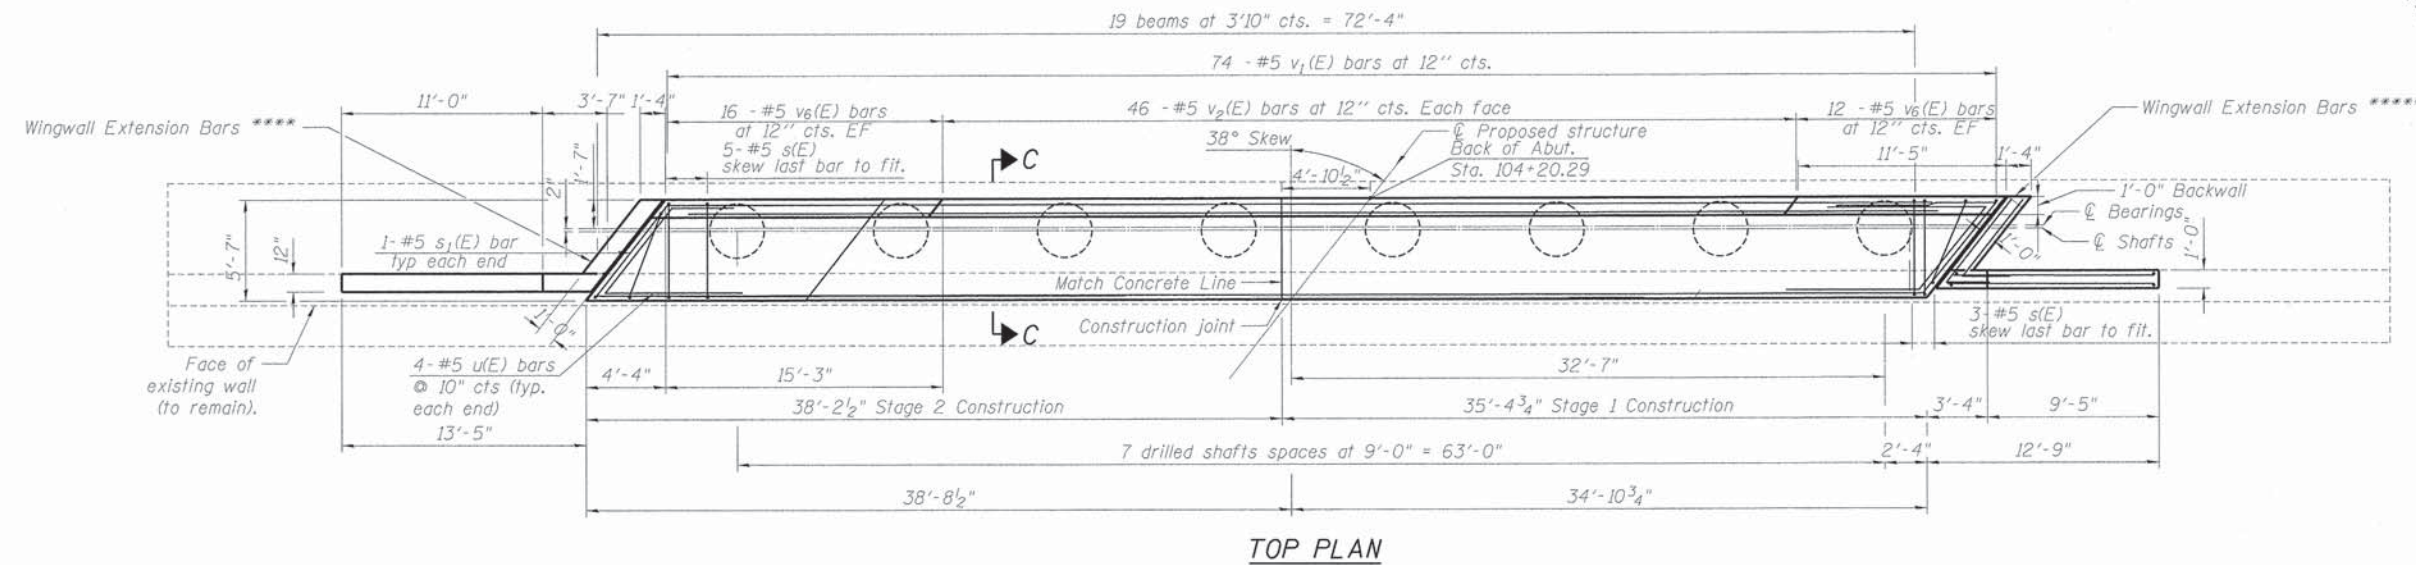 19 beams at 3'10" cts. = 72'-4"
74 - #5 v₁(E) bars at 12" cts.
11'-0"
3'-7"
1'-4"
16 - #5 v₆(E) bars
at 12" cts. EF
5-#5 s(E)
skew last bar to fit.
46 - #5 v₂(E) bars at 12" cts. Each face
12 - #5 v₆(E) bars
at 12" cts. EF
Wingwall Extension Bars ****
Wingwall Extension Bars ****
38° Skew
℄ Proposed structure
Back of Abut.
Sta. 104+20.29
11'-5"
1'-4"
C
4'-10½"
2"
1'-7"
1'-0" Backwall
℄ Bearings
℄ Shafts
1'-0"
1'-0"
5'-7"
12"
1-#5 s₁(E) bar
typ each end
Match Concrete Line
Construction joint
C
1'-0"
3-#5 s(E)
skew last bar to fit.
Face of
existing wall
(to remain).
4-#5 u(E) bars
@ 10" cts (typ.
each end)
4'-4"
15'-3"
32'-7"
38'-2½" Stage 2 Construction
35'-4¾" Stage 1 Construction
3'-4"
9'-5"
13'-5"
7 drilled shafts spaces at 9'-0" = 63'-0"
2'-4"
12'-9"
38'-8½"
34'-10¾"
TOP PLAN